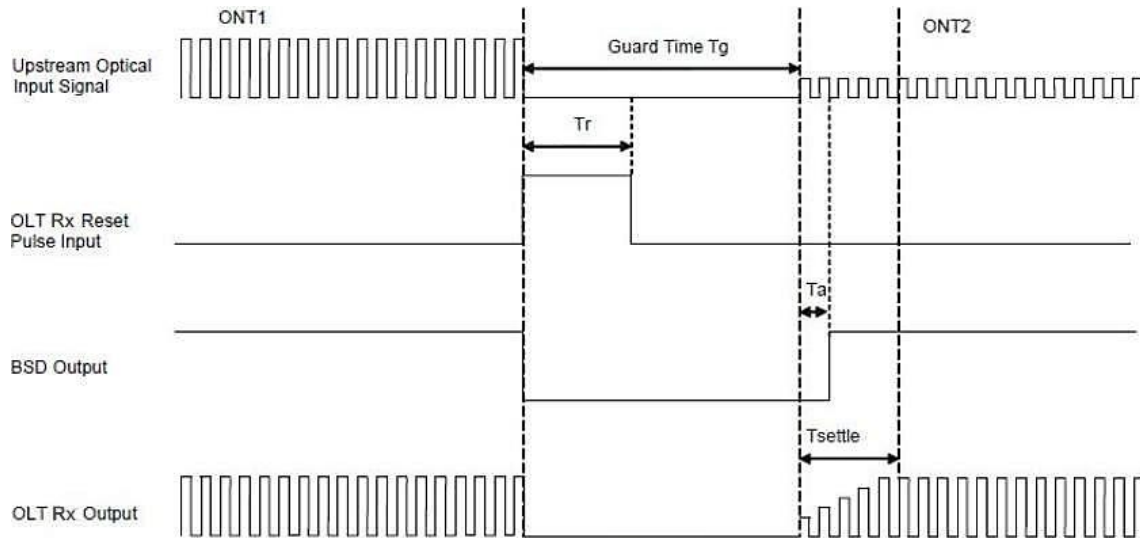 ONT1
ONT2
Guard Time Tg
Upstream Optical
Input Signal
Tr
OLT Rx Reset
Pulse Input
Ta
BSD Output
Tsettle
OLT Rx Output